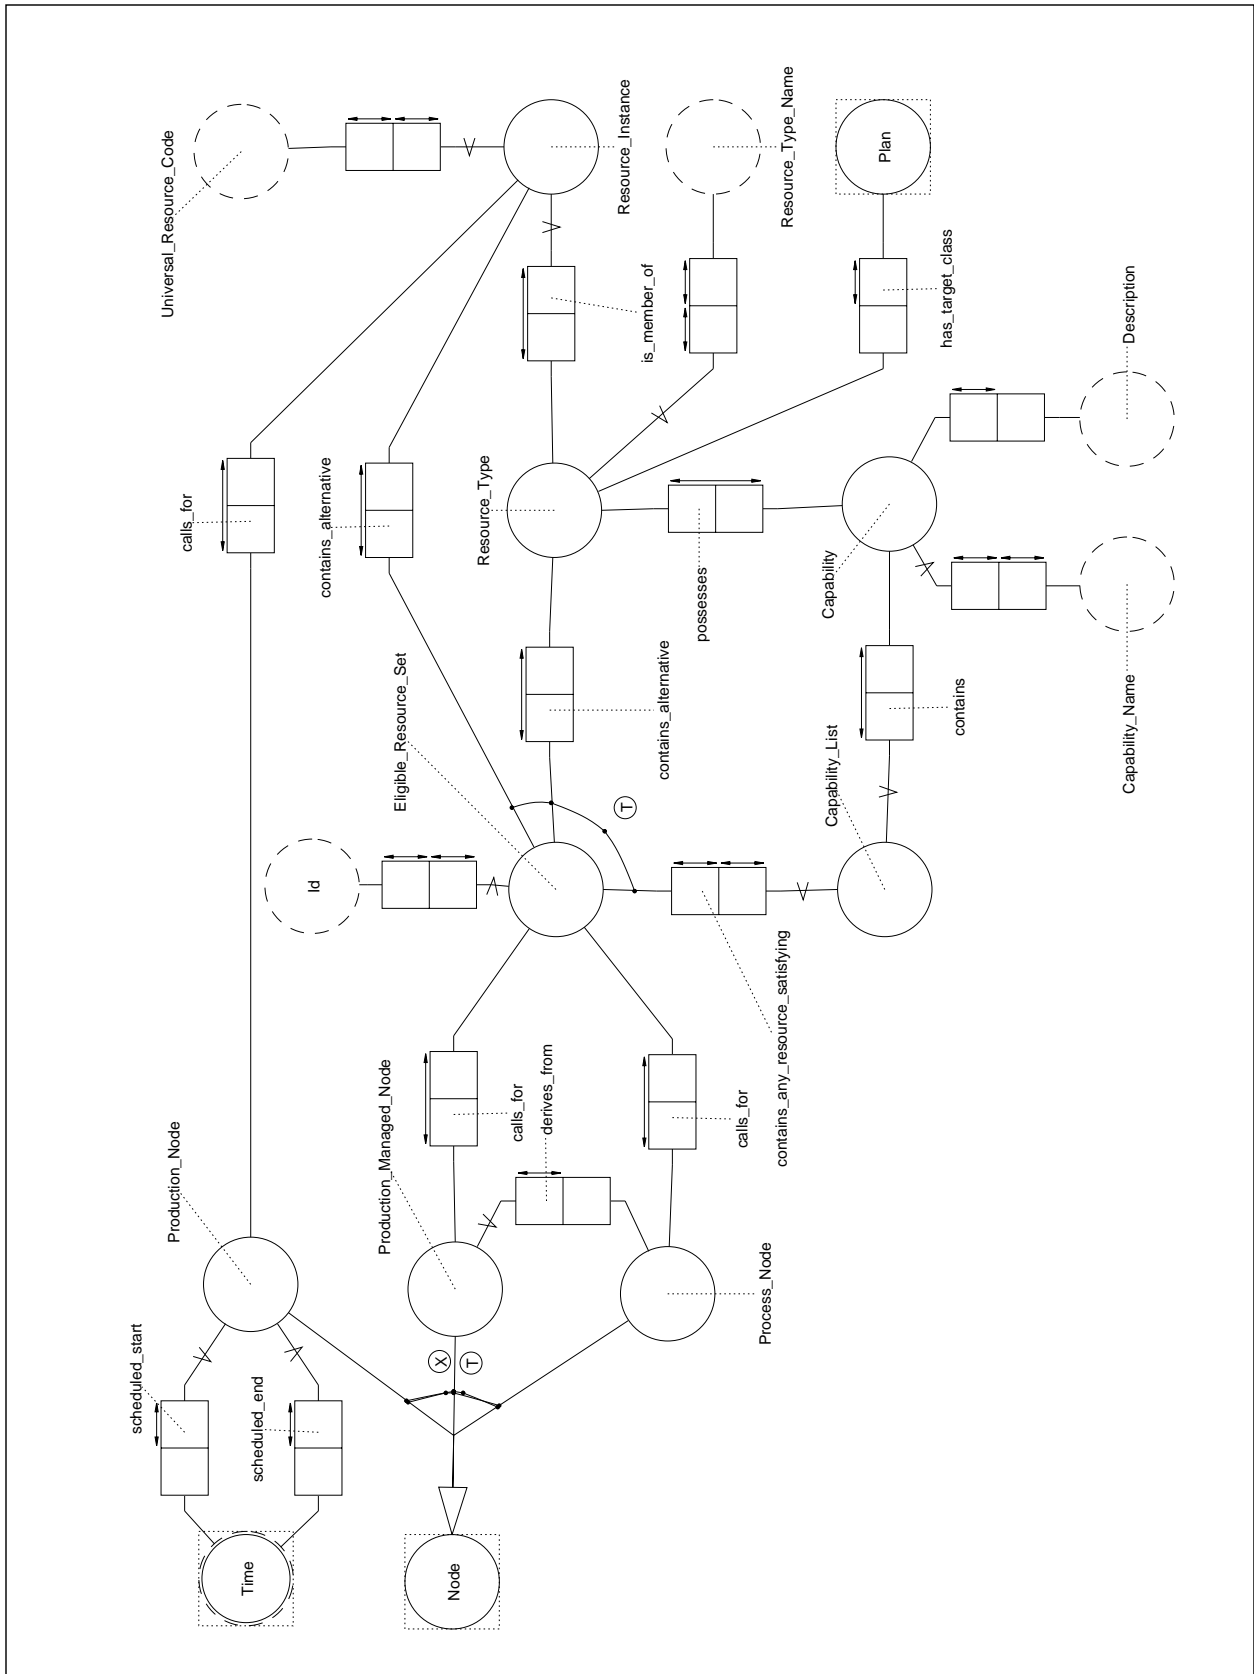 Time
scheduled_start
scheduled_end
Production_Node
calls_for
Universal_Resource_Code
Node
X
T
Production_Managed_Node
calls_for
derives_from
Id
Eligible_Resource_Set
contains_alternative
Resource_Type
Resource_Instance
is_member_of
contains_alternative
T
Process_Node
calls_for
contains_any_resource_satisfying
possesses
Resource_Type_Name
Plan
has_target_class
Capability_List
contains
Capability
Capability_Name
Description